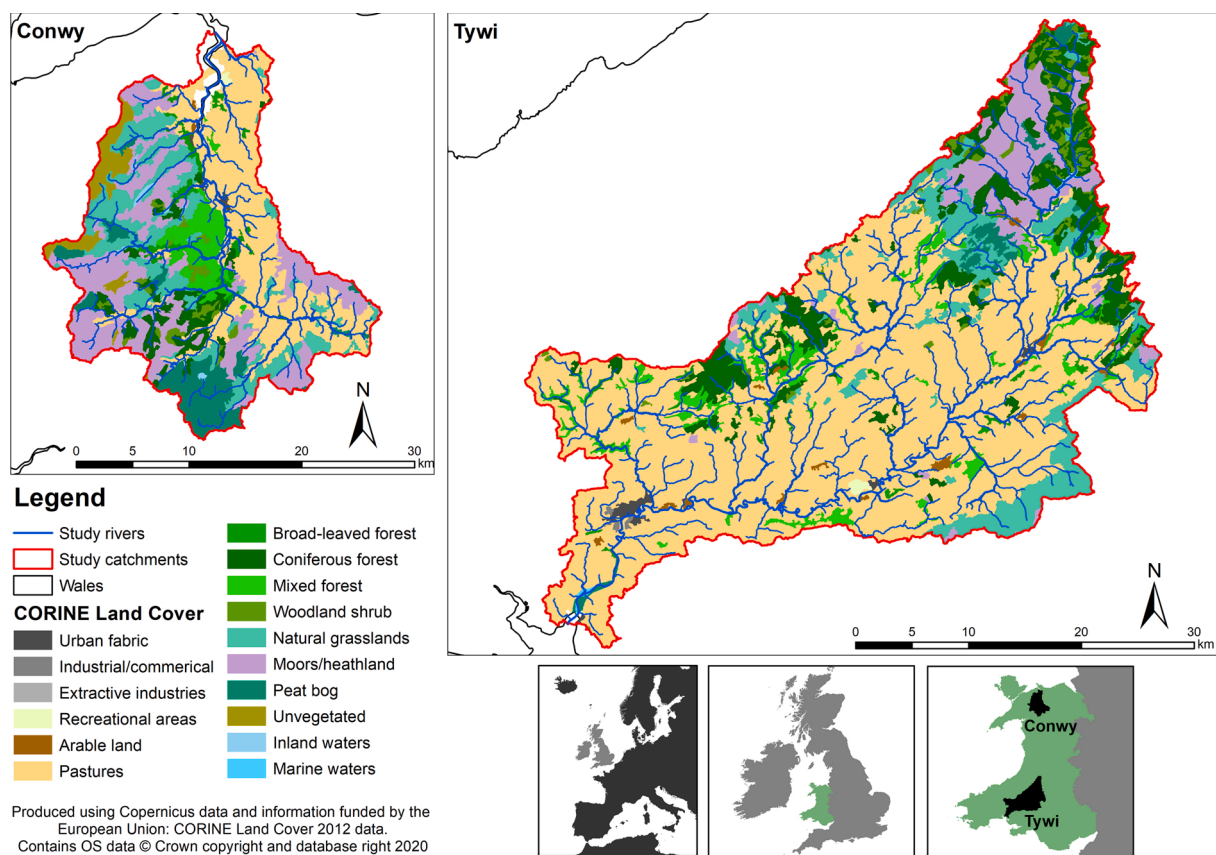 Conwy
N
0 10 20 30
km
Tywi
N
0 5 10 20 30
km
Legend
Study rivers
Study catchments
Wales
CORINE Land Cover
Urban fabric
Industrial/commerical
Extractive industries
Recreational areas
Arable land
Pastures
Broad-leaved forest
Coniferous forest
Mixed forest
Woodland shrub
Natural grasslands
Moors/heathland
Peat bog
Unvegetated
Inland waters
Marine waters
Produced using Copernicus data and information funded by the
European Union: CORINE Land Cover 2012 data.
Contains OS data © Crown copyright and database right 2020
Conwy
Tywi